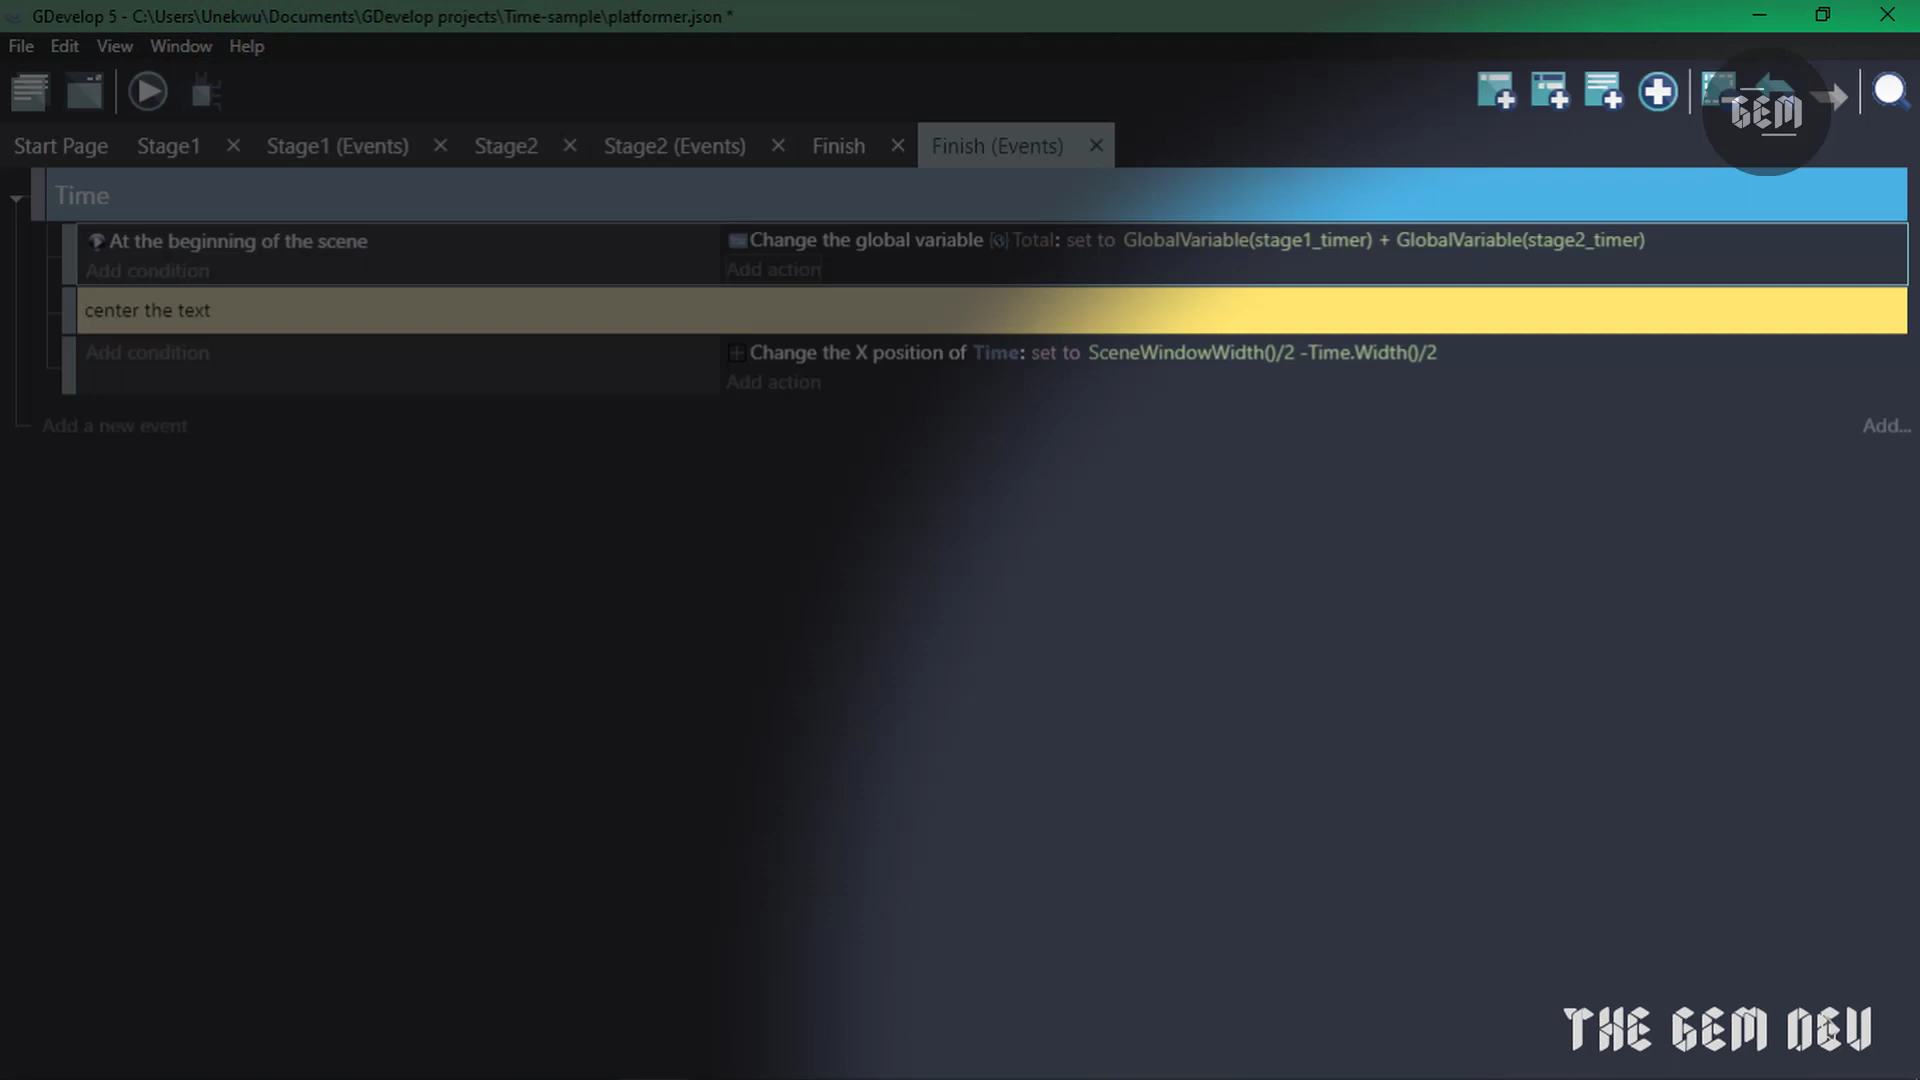 GDevelop 5 - C:\Users\Unekwu\Documents\GDevelop projects\Time-sample\platformer.json *
File Edit View Window Help
GEM
Start Page Stage1 Stage1 (Events) Stage2 Stage2 (Events) Finish Finish (Events)
Time
At the beginning of the scene
Add condition
Change the global variable Total: set to GlobalVariable(stage1_timer) + GlobalVariable(stage2_timer)
Add action
center the text
Add condition
Change the X position of Time: set to SceneWindowWidth()/2 -Time.Width()/2
Add action
Add a new event
Add...
THE GEM DEV